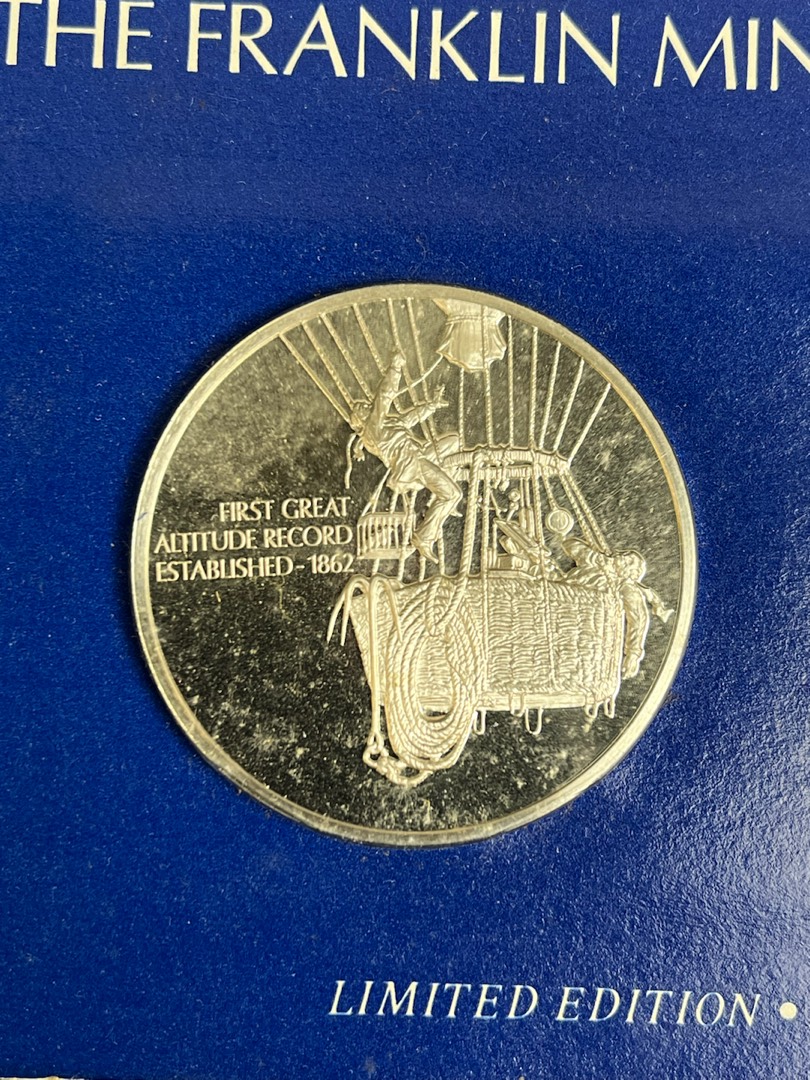 THE FRANKLIN MIN
FIRST GREAT
ALTITUDE RECORD
ESTABLISHED - 1862
LIMITED EDITION •